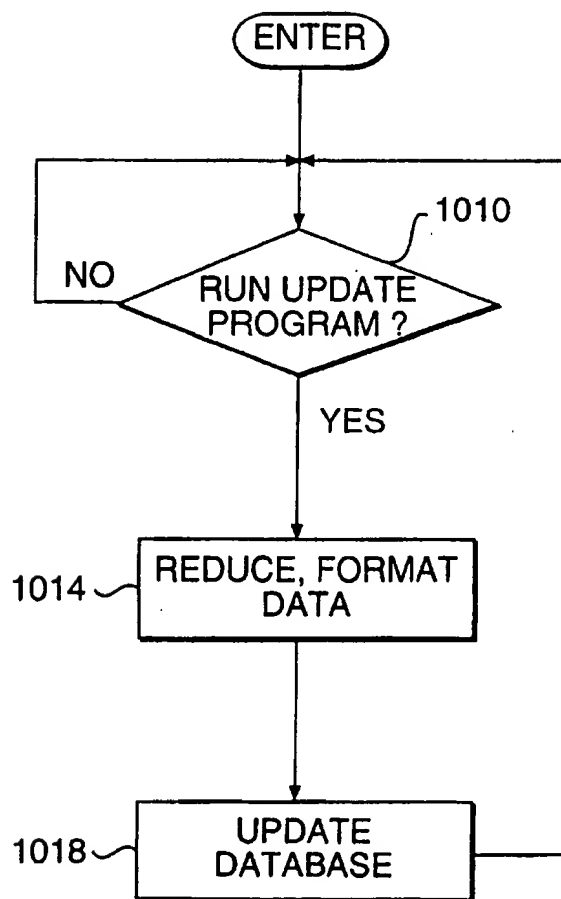 ENTER
1010
NO
RUN UPDATE
PROGRAM ?
YES
1014
REDUCE, FORMAT
DATA
1018
UPDATE
DATABASE